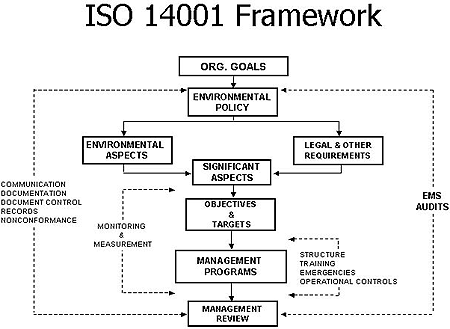 ISO 14001 Framework
ORG. GOALS
ENVIRONMENTAL
POLICY
ENVIRONMENTAL
ASPECTS
LEGAL & OTHER
REQUIREMENTS
SIGNIFICANT
ASPECTS
COMMUNICATION
DOCUMENTATION
DOCUMENT CONTROL
RECORDS
NONCONFORMANCE
EMS
AUDITS
OBJECTIVES
&
TARGETS
MONITORING
&
MEASUREMENT
MANAGEMENT
PROGRAMS
STRUCTURE
TRAINING
EMERGENCIES
OPERATIONAL CONTROLS
MANAGEMENT
REVIEW